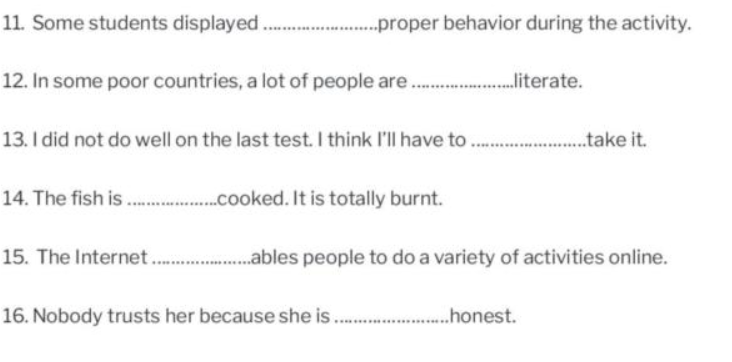 11. Some students displayed ........................proper behavior during the activity.
12. In some poor countries, a lot of people are .....................literate.
13. I did not do well on the last test. I think I'll have to ........................take it.
14. The fish is ...................cooked. It is totally burnt.
15. The Internet .....................ables people to do a variety of activities online.
16. Nobody trusts her because she is ........................honest.